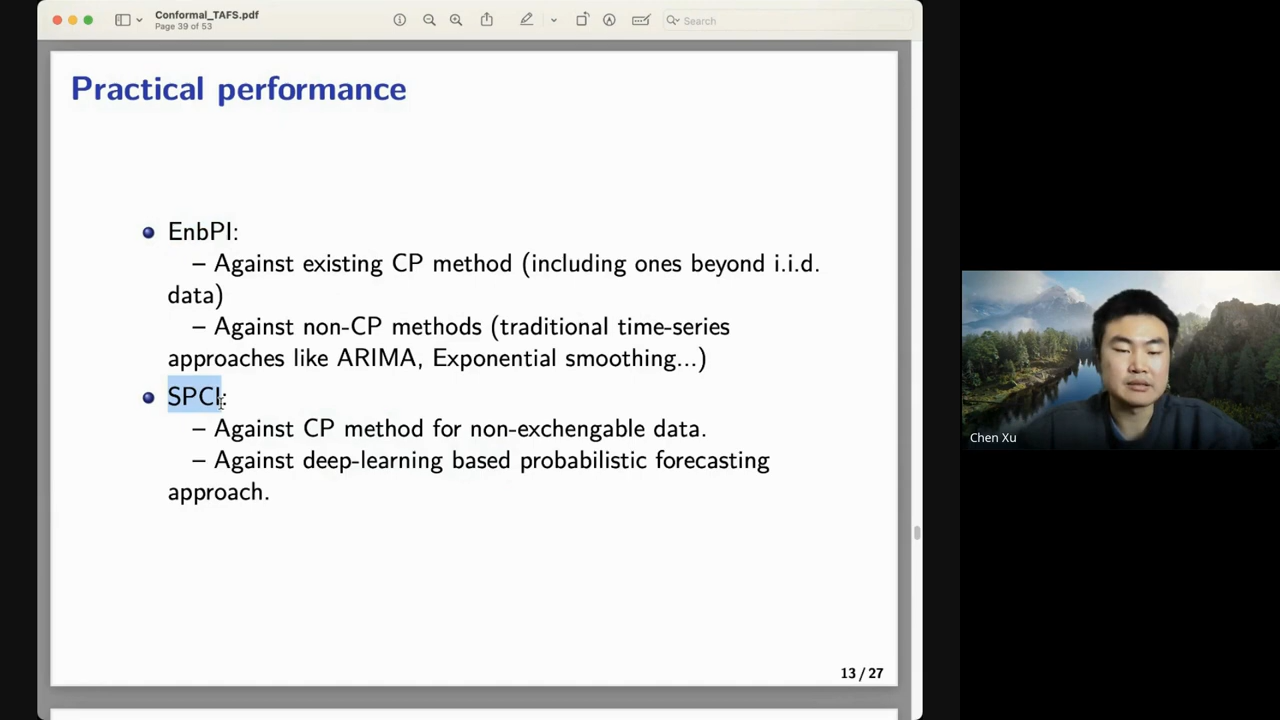 Conformal_TAFS.pdf
Page 39 of 53
Search
Practical performance
EnbPI:
– Against existing CP method (including ones beyond i.i.d.
data)
– Against non-CP methods (traditional time-series
approaches like ARIMA, Exponential smoothing...)
SPCI:
– Against CP method for non-exchengable data.
– Against deep-learning based probabilistic forecasting
approach.
13 / 27
Chen Xu